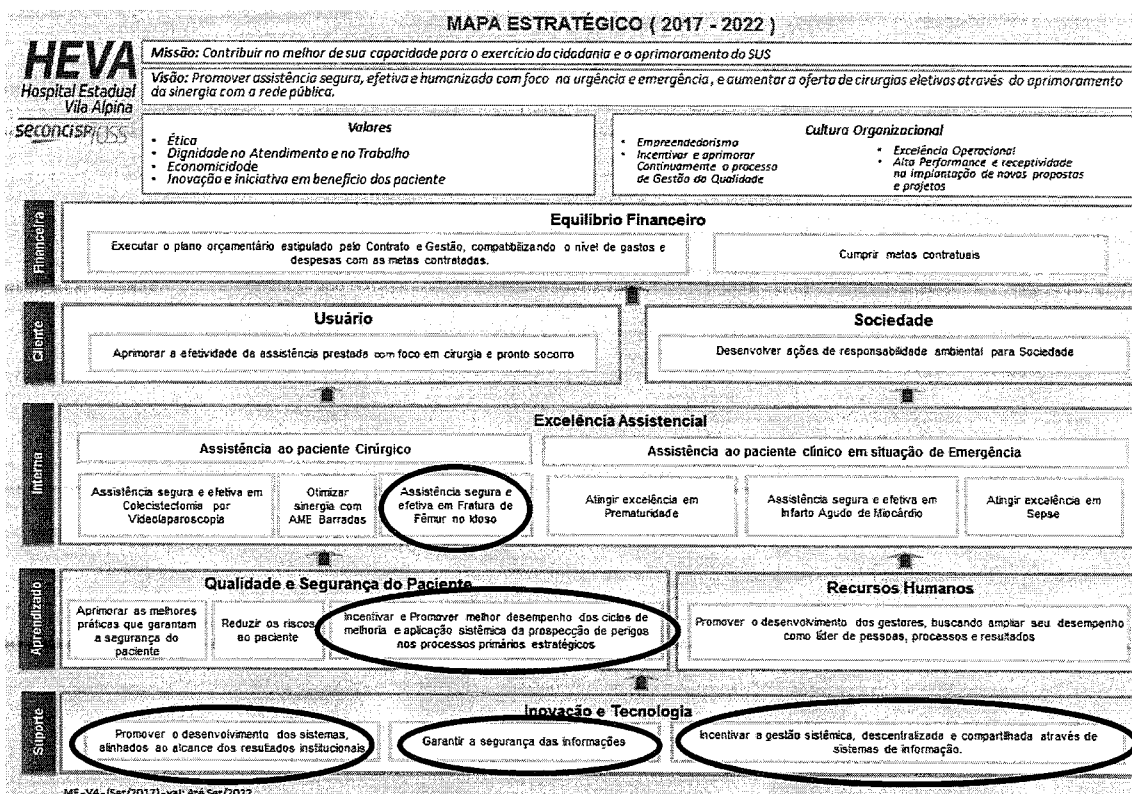 MAPA ESTRATÉGICO ( 2017 - 2022 )
HEVA
Hospital Estadual
Vila Alpina
seconcisp/OSS
Missão: Contribuir no melhor de sua capacidade para o exercício da cidadania e o aprimoramento do SUS
Visão: Promover assistência segura, efetiva e humanizada com foco na urgência e emergência, e aumentar a oferta de cirurgias eletivas através do aprimoramento
da sinergia com a rede pública.
Valores
• Ética
• Dignidade no Atendimento e no Trabalho
• Economicidade
• Inovação e iniciativa em benefício dos paciente
Cultura Organizacional
• Empreendedorismo
• Incentivar e aprimorar
Continuamente o processo
de Gestão da Qualidade
• Excelência Operacional
• Alta Performance e receptividade
na implantação de novas propostas
e projetos
Financeira
Equilibrio Financeiro
Executar o plano orçamentário estipulado pelo Contrato e Gestão, compatibilizando o nível de gastos e
despesas com as metas contratadas.
Cumprir metas contratuais
Cliente
Usuário
Aprimorar a efetividade da assistência prestada com foco em cirurgia e pronto socorro
Sociedade
Desenvolver ações de responsabilidade ambiental para Sociedade
Interna
Excelência Assistencial
Assistência ao paciente Cirúrgico
Assistência segura e efetiva em
Colecistectomia por
Videolaparoscopia
Otimizar
sinergia com
AME Barradas
Assistência segura e
efetiva em Fratura de
Fêmur no Idoso
Assistência ao paciente clínico em situação de Emergência
Atingir excelência em
Prematuridade
Assistência segura e efetiva em
Infarto Agudo de Miocárdio
Atingir excelência em
Sepse
Aprendizado
Qualidade e Segurança do Paciente
Aprimorar as melhores
práticas que garantam
a segurança do
paciente
Reduzir os riscos
ao paciente
Incentivar e Promover melhor desempenho dos ciclos de
melhoria e aplicação sistêmica da prospecção de perigos
nos processos primários estratégicos
Recursos Humanos
Promover o desenvolvimento dos gestores, buscando ampliar seu desempenho
como líder de pessoas, processos e resultados
Suporte
Inovação e Tecnologia
Promover o desenvolvimento dos sistemas,
alinhados ao alcance dos resultados institucionais
Garantir a segurança das informações
Incentivar a gestão sistêmica, descentralizada e compartilhada através de
sistemas de informação.
ME -V4 - (Set/2017) - val: Até Set/2022